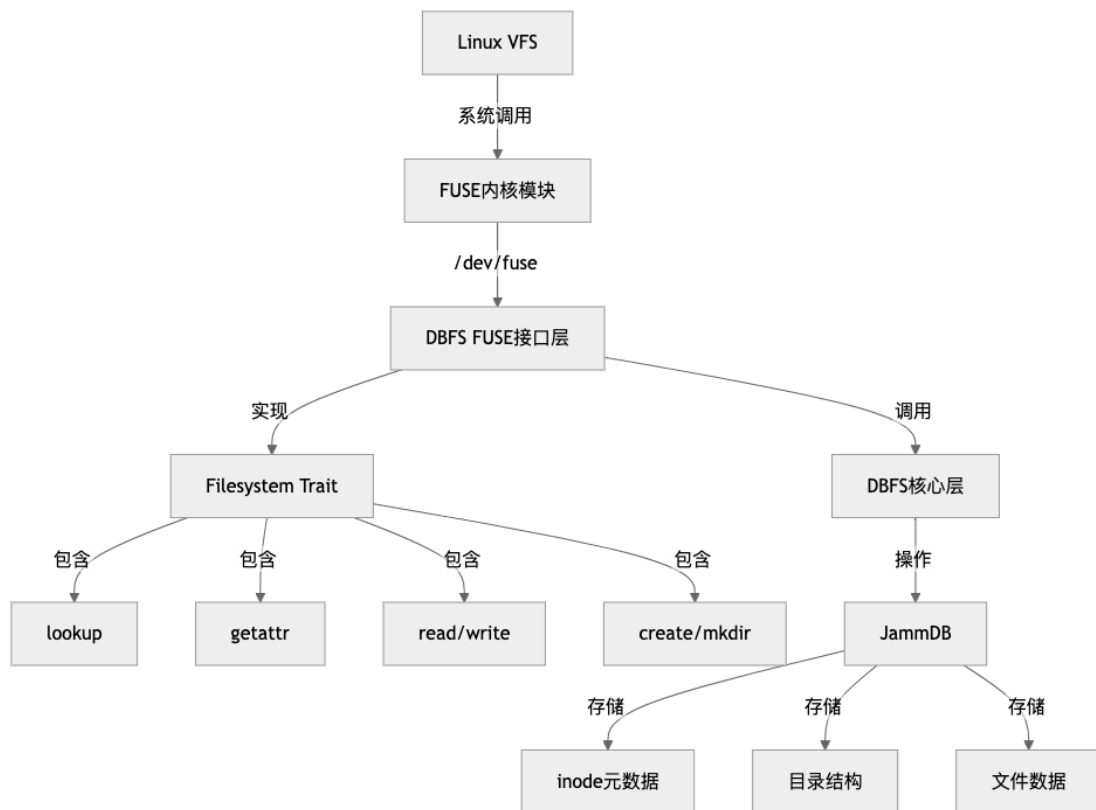 Linux VFS
系统调用
FUSE内核模块
/dev/fuse
DBFS FUSE接口层
实现
调用
Filesystem Trait
DBFS核心层
包含
包含
包含
包含
操作
lookup
getattr
read/write
create/mkdir
JammDB
存储
存储
存储
inode元数据
目录结构
文件数据